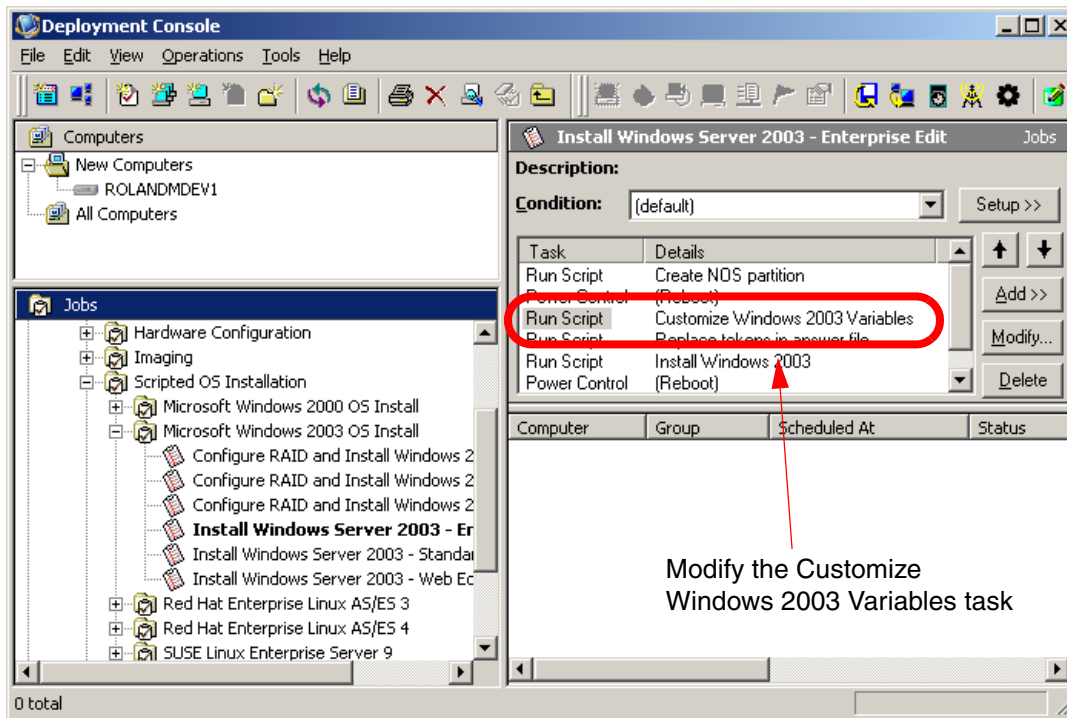 Deployment Console
File Edit View Operations Tools Help
Computers
New Computers
ROLANDMDEV1
All Computers
Jobs
Hardware Configuration
Imaging
Scripted OS Installation
Microsoft Windows 2000 OS Install
Microsoft Windows 2003 OS Install
Configure RAID and Install Windows 2
Configure RAID and Install Windows 2
Configure RAID and Install Windows 2
Install Windows Server 2003 - Er
Install Windows Server 2003 - Standar
Install Windows Server 2003 - Web Ec
Red Hat Enterprise Linux AS/ES 3
Red Hat Enterprise Linux AS/ES 4
SUSE Linux Enterprise Server 9
Install Windows Server 2003 - Enterprise Edit Jobs
Description:
Condition: (default) Setup >>
Task Details
Run Script Create NOS partition
Power Control (Reboot)
Run Script Customize Windows 2003 Variables
Run Script Replace tokens in answer file
Run Script Install Windows 2003
Power Control (Reboot)
Add >>
Modify...
Delete
Computer Group Scheduled At Status
Modify the Customize
Windows 2003 Variables task
0 total